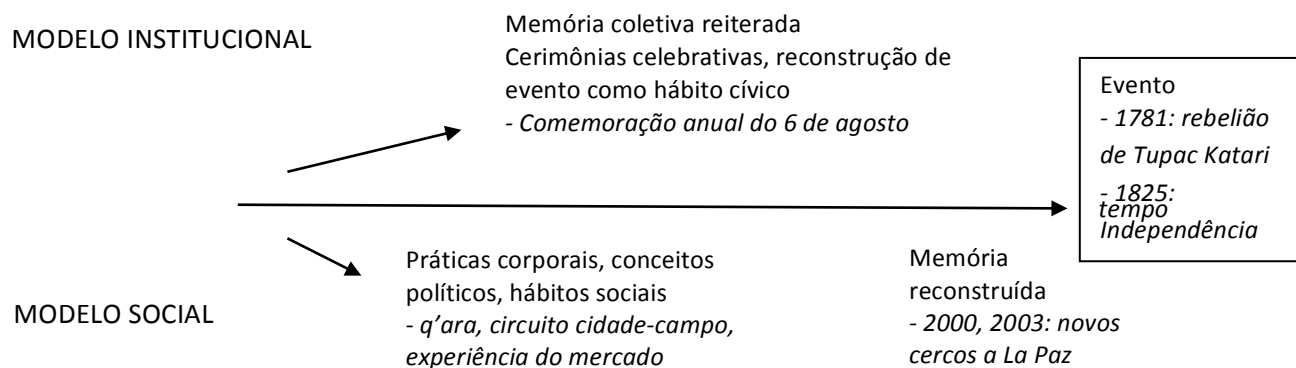 MODELO INSTITUCIONAL
Memória coletiva reiterada
Cerimônias celebrativas, reconstrução de
evento como hábito cívico
- Comemoração anual do 6 de agosto
Evento
- 1781: rebelião
de Tupac Katari
- 1825:
tempo
Independência
MODELO SOCIAL
Práticas corporais, conceitos
políticos, hábitos sociais
- q’ara, circuito cidade-campo,
experiência do mercado
Memória
reconstruída
- 2000, 2003: novos
cercos a La Paz